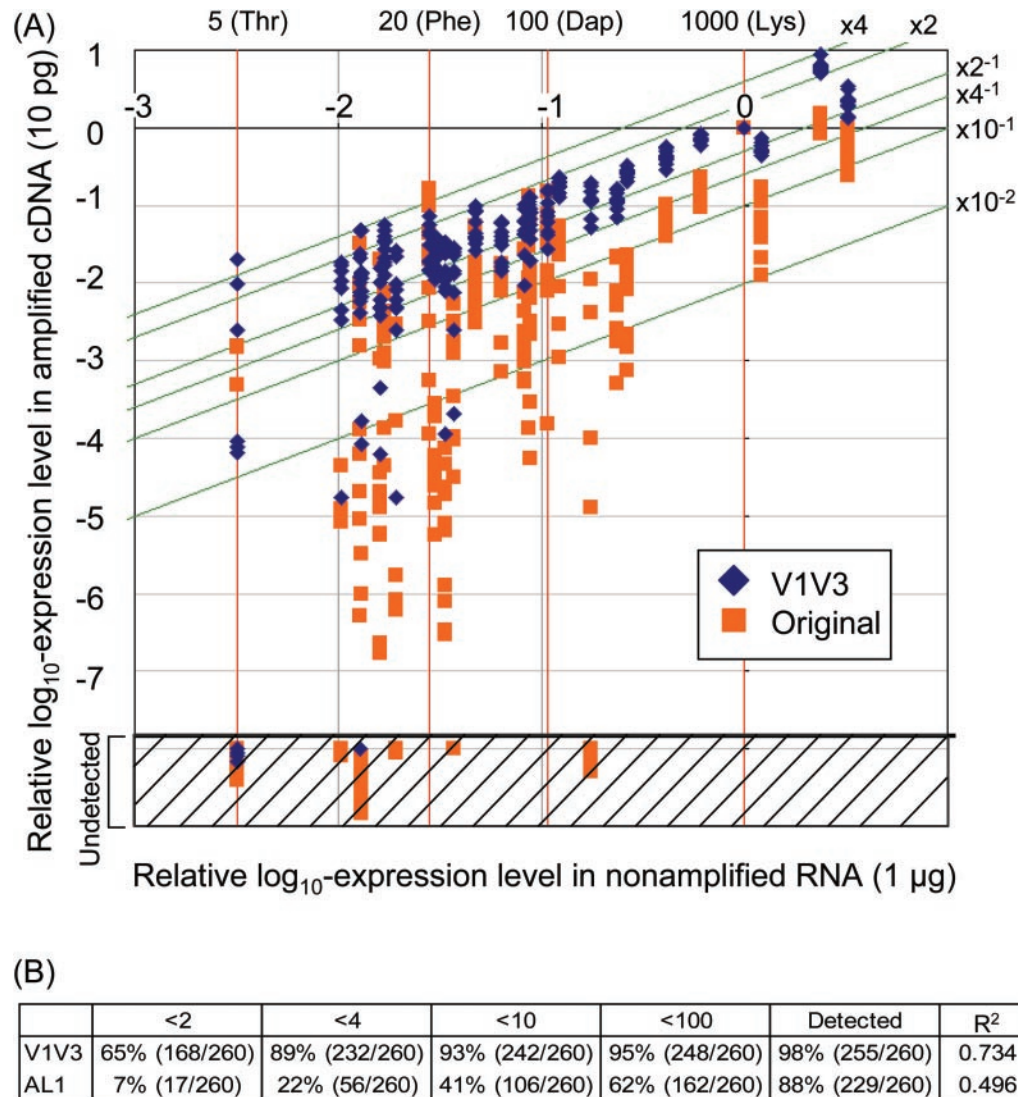 (A)
5 (Thr) 20 (Phe) 100 (Dap) 1000 (Lys) x4 x2
x2-1
x4-1
x10-1
x10-2
1
0
-1
-2
-3
-4
-5
-6
-7
-3 -2 -1 0
Relative log10-expression level in amplified cDNA (10 pg)
V1V3
Original
Undetected
Relative log10-expression level in nonamplified RNA (1 µg)
(B)
<2 <4 <10 <100 Detected R2
V1V3 65% (168/260) 89% (232/260) 93% (242/260) 95% (248/260) 98% (255/260) 0.734
AL1 7% (17/260) 22% (56/260) 41% (106/260) 62% (162/260) 88% (229/260) 0.496